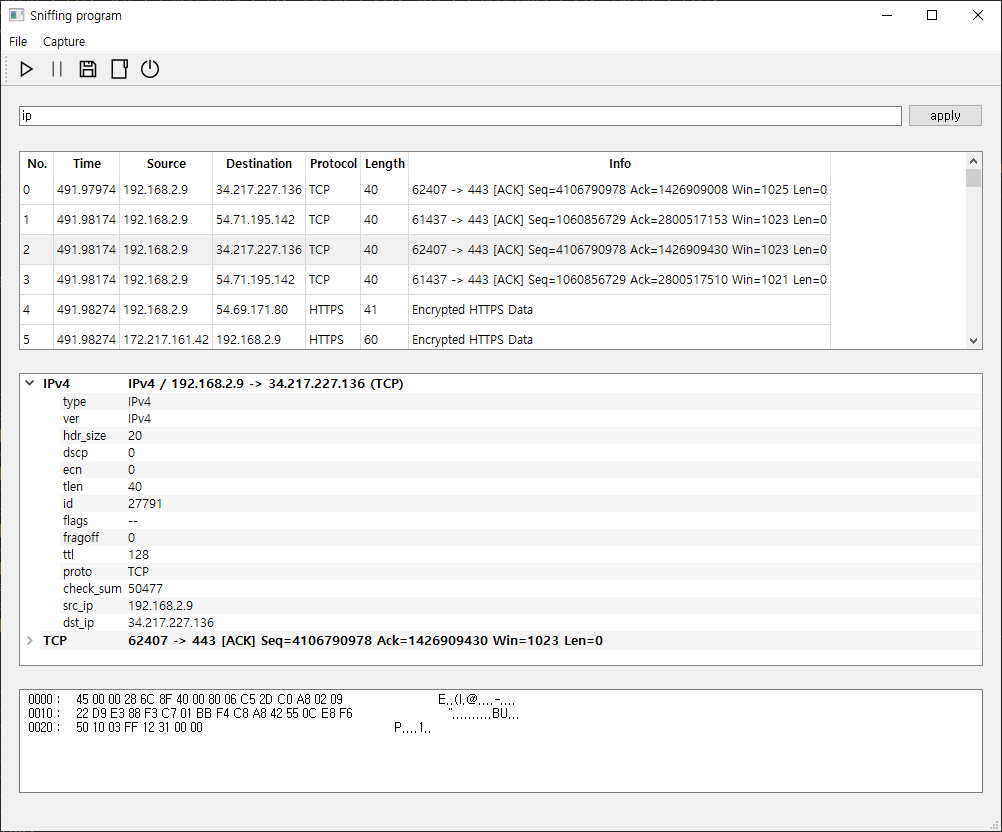 Sniffing program
File Capture
ip apply
No. Time Source Destination Protocol Length Info
0 491.97974 192.168.2.9 34.217.227.136 TCP 40 62407 -> 443 [ACK] Seq=4106790978 Ack=1426909008 Win=1025 Len=0
1 491.98174 192.168.2.9 54.71.195.142 TCP 40 61437 -> 443 [ACK] Seq=1060856729 Ack=2800517153 Win=1023 Len=0
2 491.98174 192.168.2.9 34.217.227.136 TCP 40 62407 -> 443 [ACK] Seq=4106790978 Ack=1426909430 Win=1023 Len=0
3 491.98174 192.168.2.9 54.71.195.142 TCP 40 61437 -> 443 [ACK] Seq=1060856729 Ack=2800517510 Win=1021 Len=0
4 491.98274 192.168.2.9 54.69.171.80 HTTPS 41 Encrypted HTTPS Data
5 491.98274 172.217.161.42 192.168.2.9 HTTPS 60 Encrypted HTTPS Data
IPv4 IPv4 / 192.168.2.9 -> 34.217.227.136 (TCP)
type IPv4
ver IPv4
hdr_size 20
dscp 0
ecn 0
tlen 40
id 27791
flags --
fragoff 0
ttl 128
proto TCP
check_sum 50477
src_ip 192.168.2.9
dst_ip 34.217.227.136
TCP 62407 -> 443 [ACK] Seq=4106790978 Ack=1426909430 Win=1023 Len=0
0000 : 45 00 00 28 6C 8F 40 00 80 06 C5 2D C0 A8 02 09 E..(l.@....-....
0010 : 22 D9 E3 88 F3 C7 01 BB F4 C8 A8 42 55 0C E8 F6 "..........BU...
0020 : 50 10 03 FF 12 31 00 00 P....1..